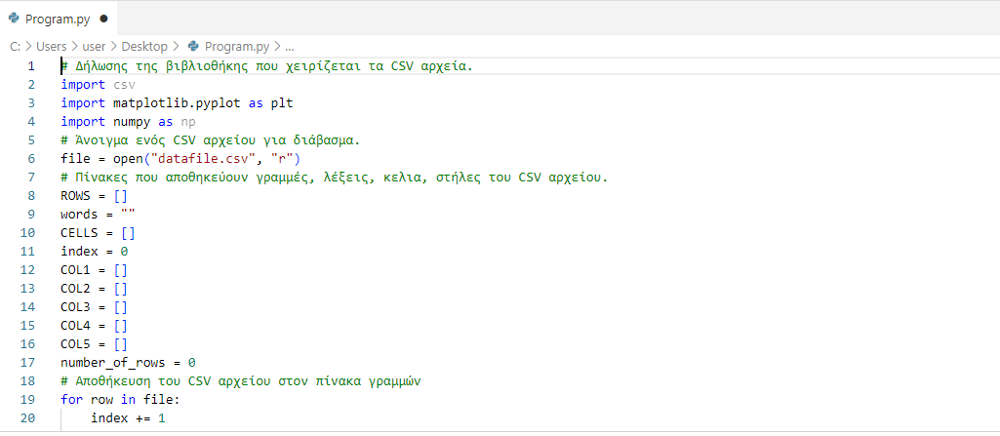 Program.py ●
C: > Users > user > Desktop > Program.py > ...
1 # Δήλωσης της βιβλιοθήκης που χειρίζεται τα CSV αρχεία.
2 import csv
3 import matplotlib.pyplot as plt
4 import numpy as np
5 # Άνοιγμα ενός CSV αρχείου για διάβασμα.
6 file = open("datafile.csv", "r")
7 # Πίνακες που αποθηκεύουν γραμμές, λέξεις, κελια, στήλες του CSV αρχείου.
8 ROWS = []
9 words = ""
10 CELLS = []
11 index = 0
12 COL1 = []
13 COL2 = []
14 COL3 = []
15 COL4 = []
16 COL5 = []
17 number_of_rows = 0
18 # Αποθήκευση του CSV αρχείου στον πίνακα γραμμών
19 for row in file:
20     index += 1